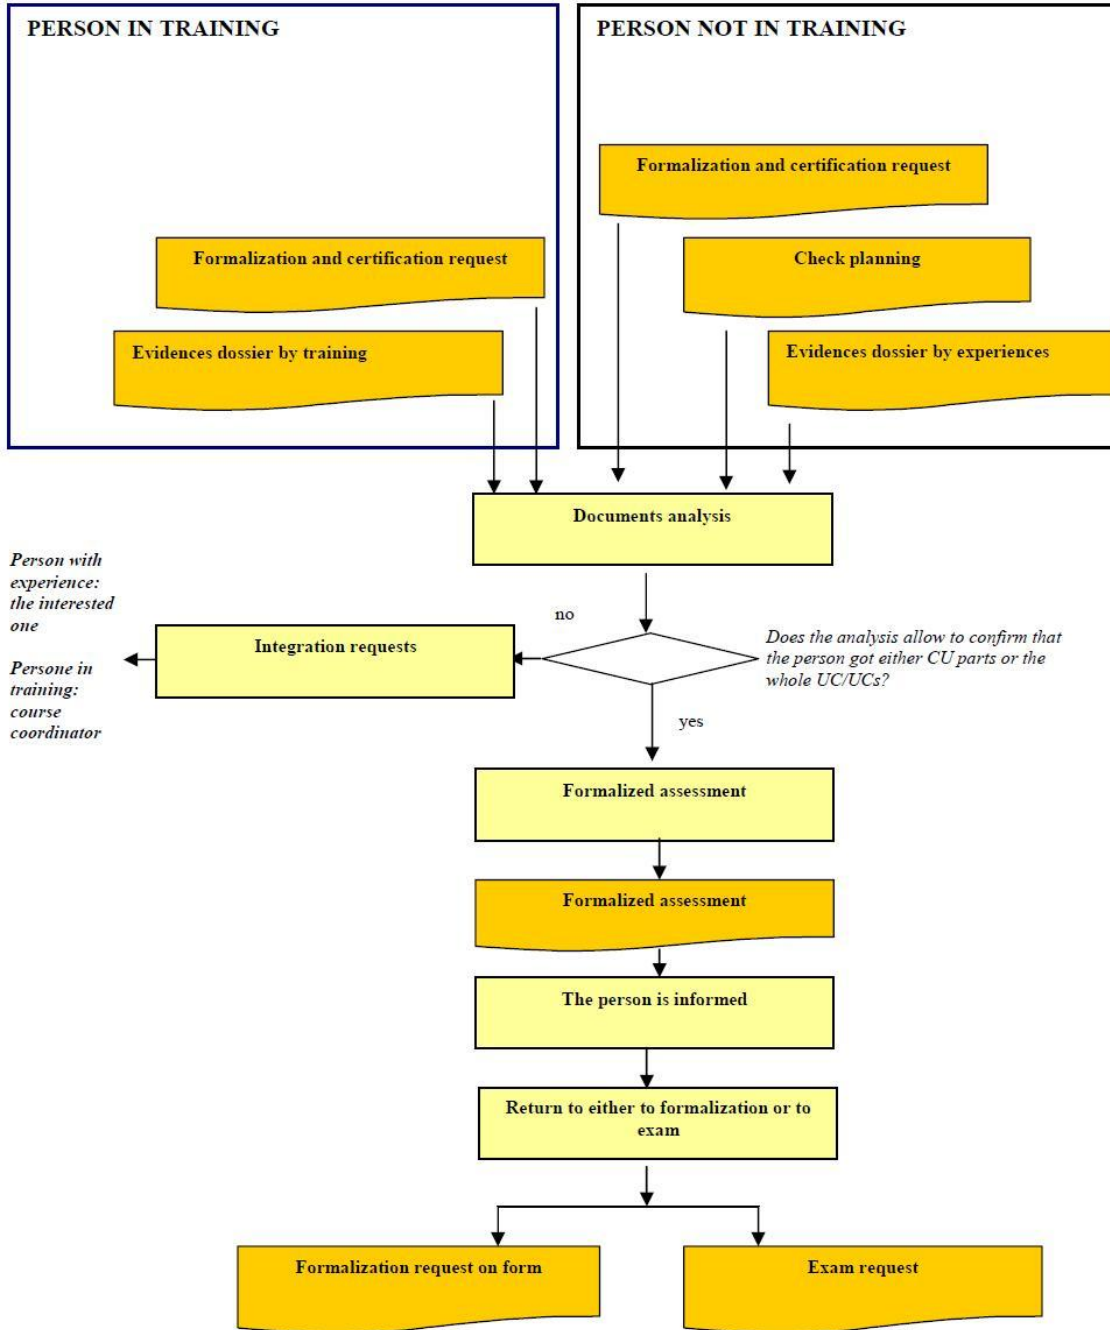 PERSON IN TRAINING
PERSON NOT IN TRAINING
Formalization and certification request
Formalization and certification request
Check planning
Evidences dossier by training
Evidences dossier by experiences
Documents analysis
Person with
experience:
the interested
one
Persone in
training:
course
coordinator
no
Integration requests
Does the analysis allow to confirm that
the person got either CU parts or the
whole UC/UCs?
yes
Formalized assessment
Formalized assessment
The person is informed
Return to either to formalization or to
exam
Formalization request on form
Exam request